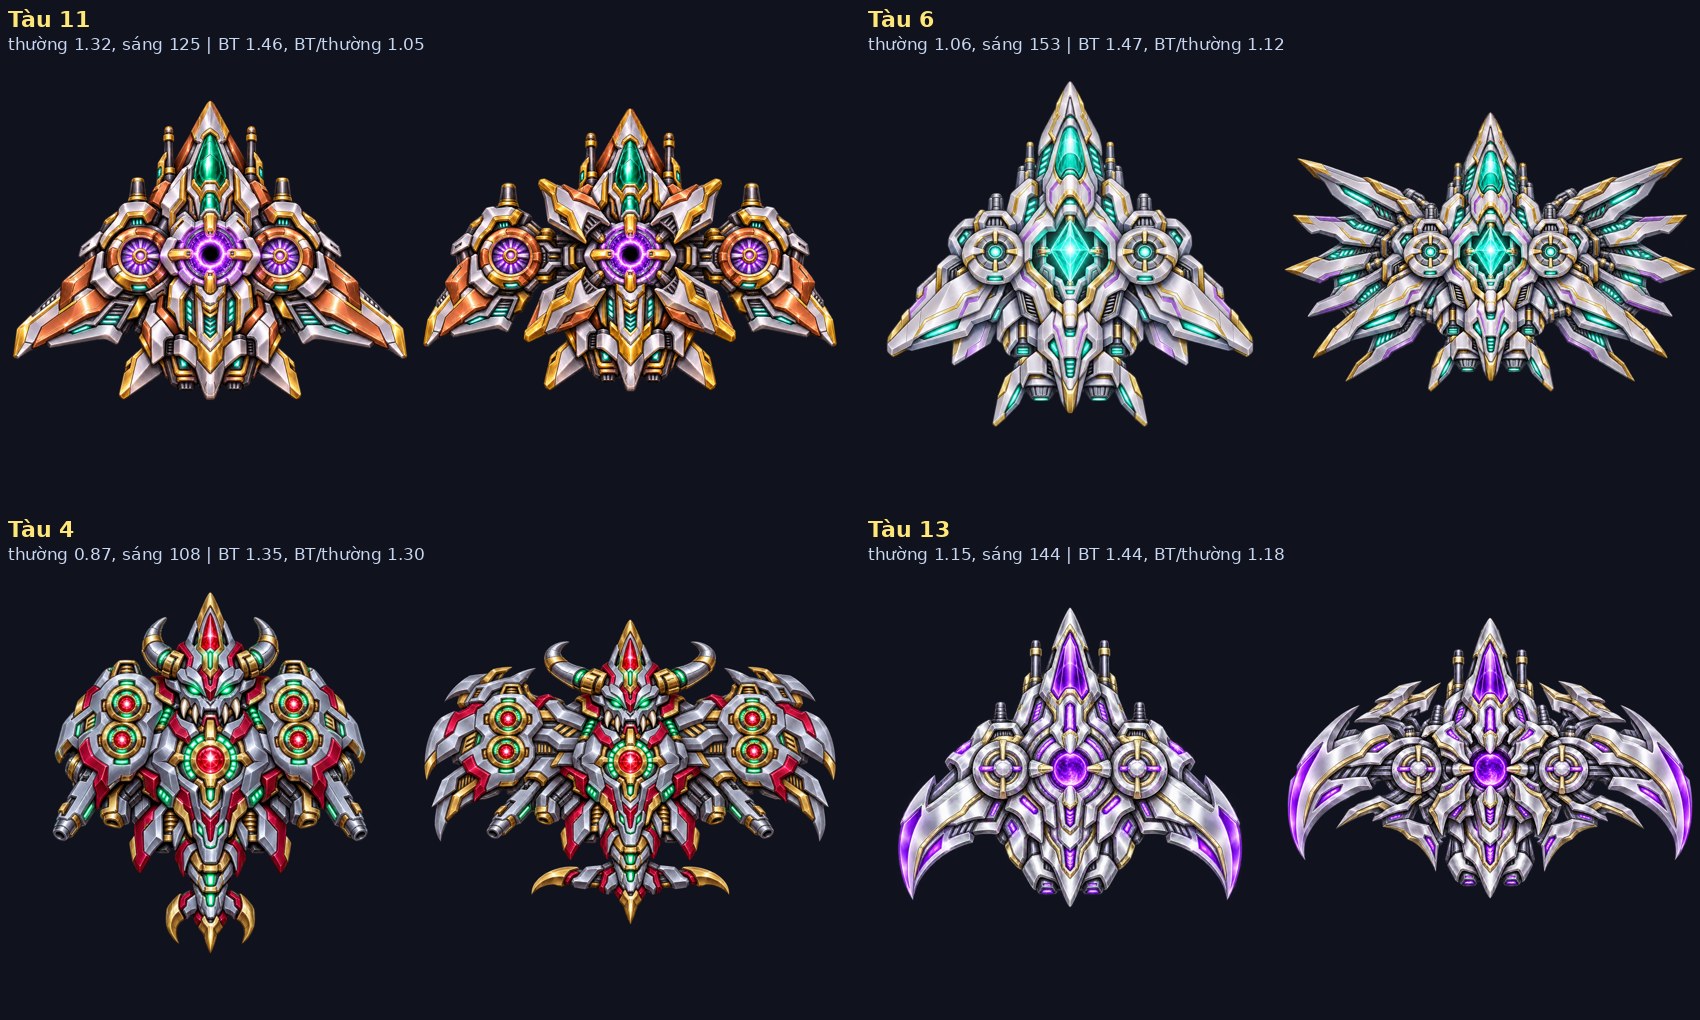 Tàu 11
thường 1.32, sáng 125 | BT 1.46, BT/thường 1.05
Tàu 6
thường 1.06, sáng 153 | BT 1.47, BT/thường 1.12
Tàu 4
thường 0.87, sáng 108 | BT 1.35, BT/thường 1.30
Tàu 13
thường 1.15, sáng 144 | BT 1.44, BT/thường 1.18